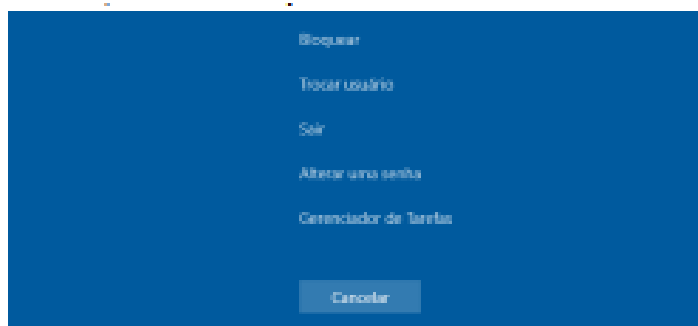 Bloquear
Trocar usuário
Sair
Alterar uma senha
Gerenciador de Tarefas
Cancelar